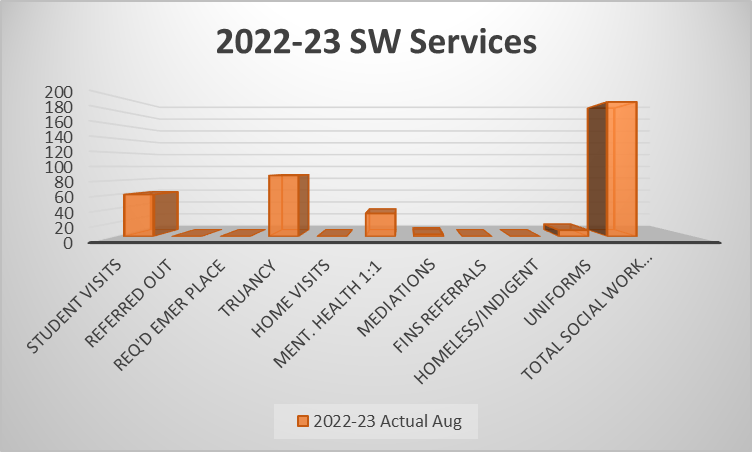 2022-23 SW Services
200
180
160
140
120
100
80
60
40
20
0
STUDENT VISITS
REFERRED OUT
REQ'D EMER PLACE
TRUANCY
HOME VISITS
MENT. HEALTH 1:1
MEDIATIONS
FINS REFERRALS
HOMELESS/INDIGENT
UNIFORMS
TOTAL SOCIAL WORK...
2022-23 Actual Aug